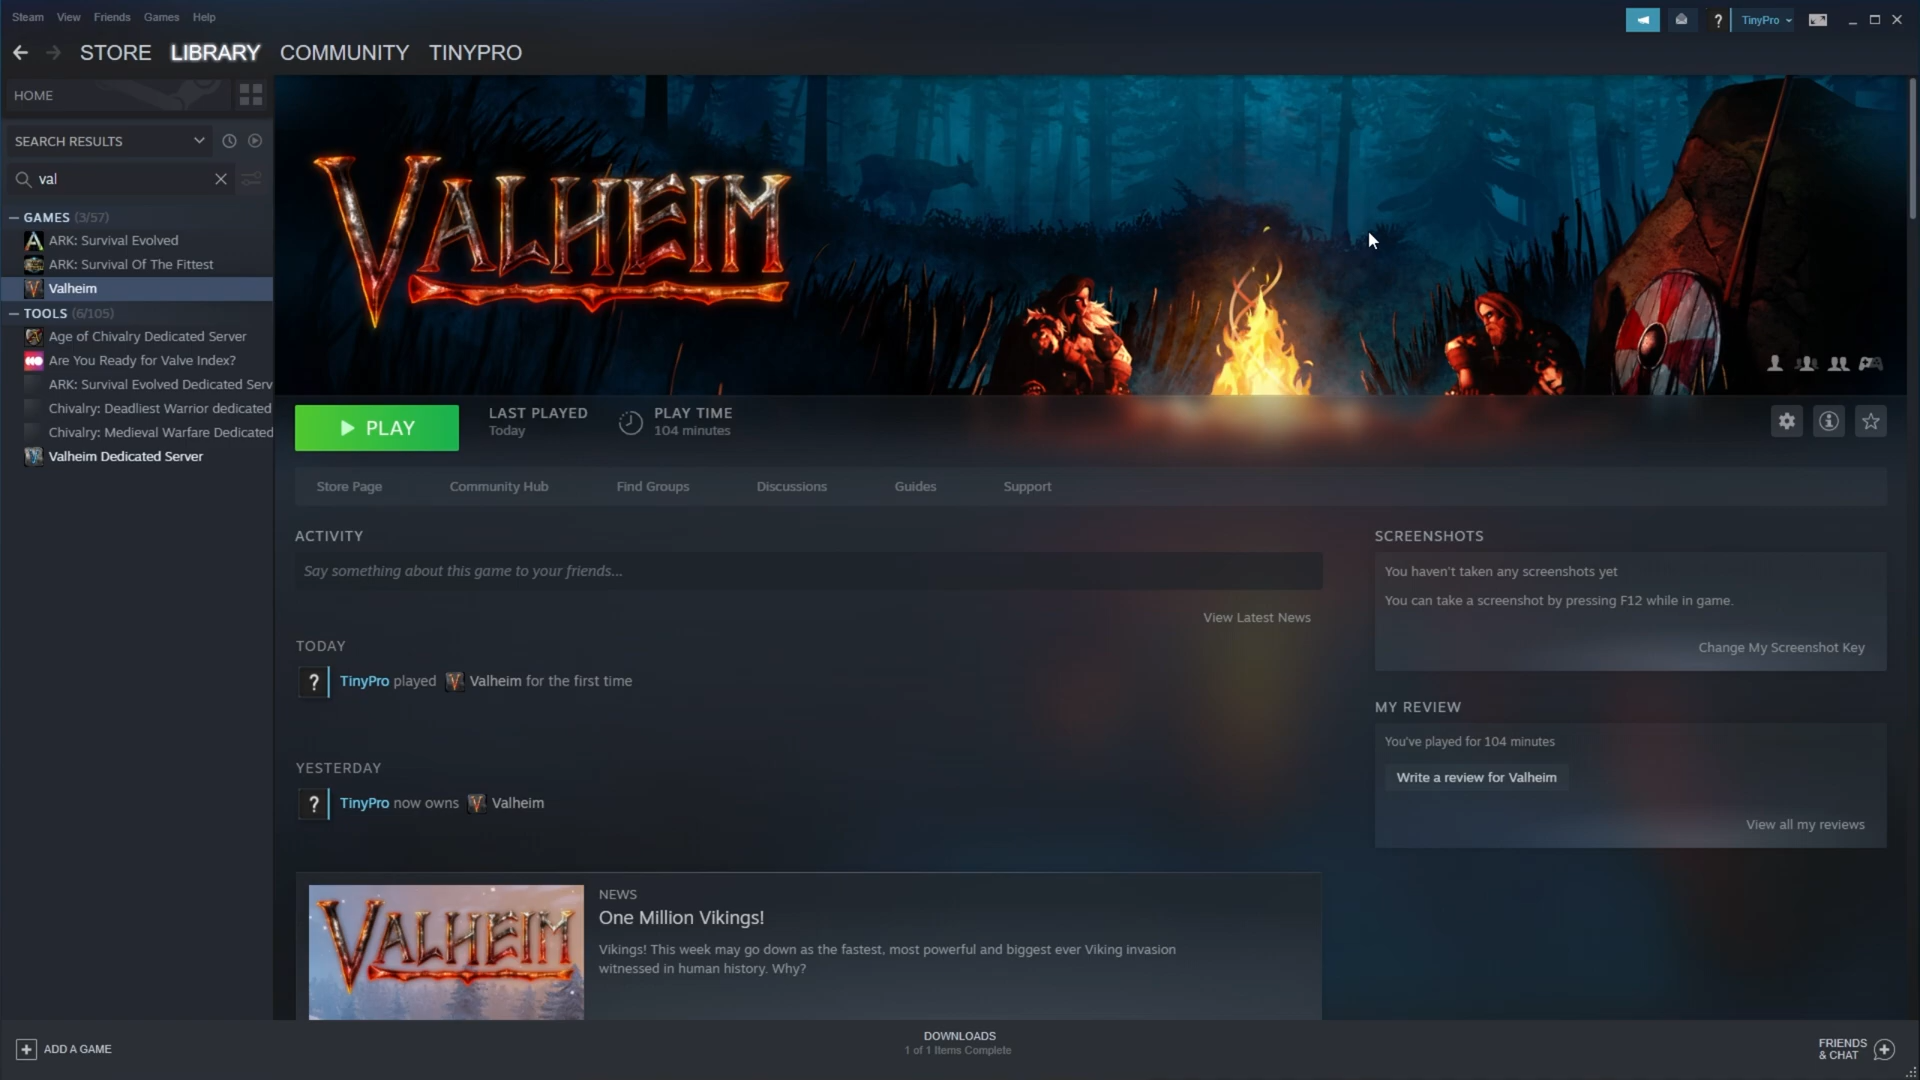 Steam View Friends Games Help
TinyPro
STORE LIBRARY COMMUNITY TINYPRO
HOME
SEARCH RESULTS
val
GAMES (3/57)
ARK: Survival Evolved
ARK: Survival Of The Fittest
Valheim
TOOLS (6/105)
Age of Chivalry Dedicated Server
Are You Ready for Valve Index?
ARK: Survival Evolved Dedicated Serv
Chivalry: Deadliest Warrior dedicated
Chivalry: Medieval Warfare Dedicated
Valheim Dedicated Server
VALHEIM
PLAY
LAST PLAYED
Today
PLAY TIME
104 minutes
Store Page Community Hub Find Groups Discussions Guides Support
ACTIVITY
Say something about this game to your friends...
View Latest News
TODAY
? TinyPro played Valheim for the first time
YESTERDAY
? TinyPro now owns Valheim
VALHEIM
NEWS
One Million Vikings!
Vikings! This week may go down as the fastest, most powerful and biggest ever Viking invasion
witnessed in human history. Why?
SCREENSHOTS
You haven't taken any screenshots yet
You can take a screenshot by pressing F12 while in game.
Change My Screenshot Key
MY REVIEW
You've played for 104 minutes
Write a review for Valheim
View all my reviews
ADD A GAME
DOWNLOADS
1 of 1 Items Complete
FRIENDS
& CHAT